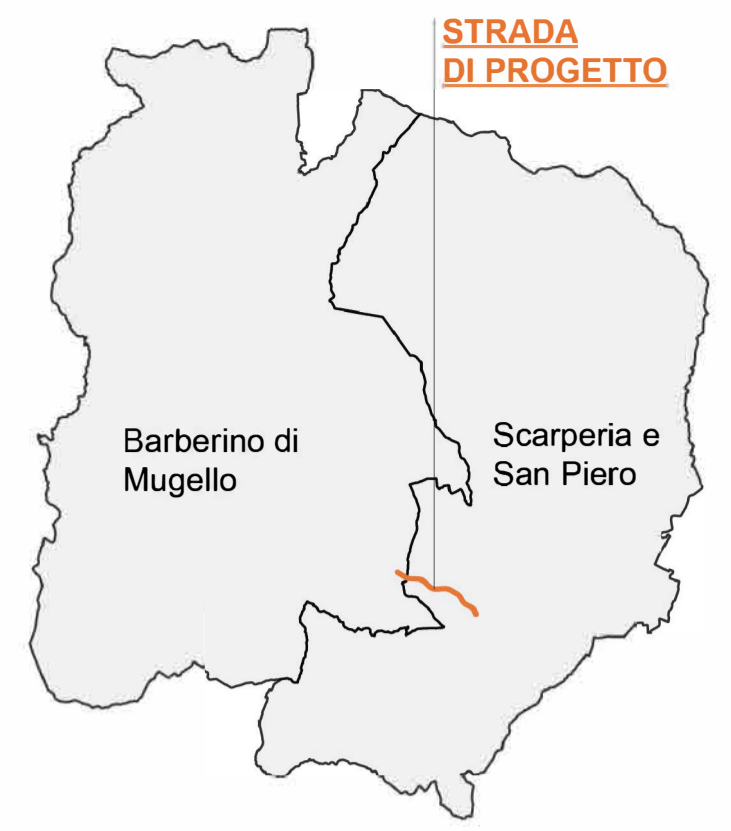 STRADA
DI PROGETTO
Barberino di
Mugello
Scarperia e
San Piero